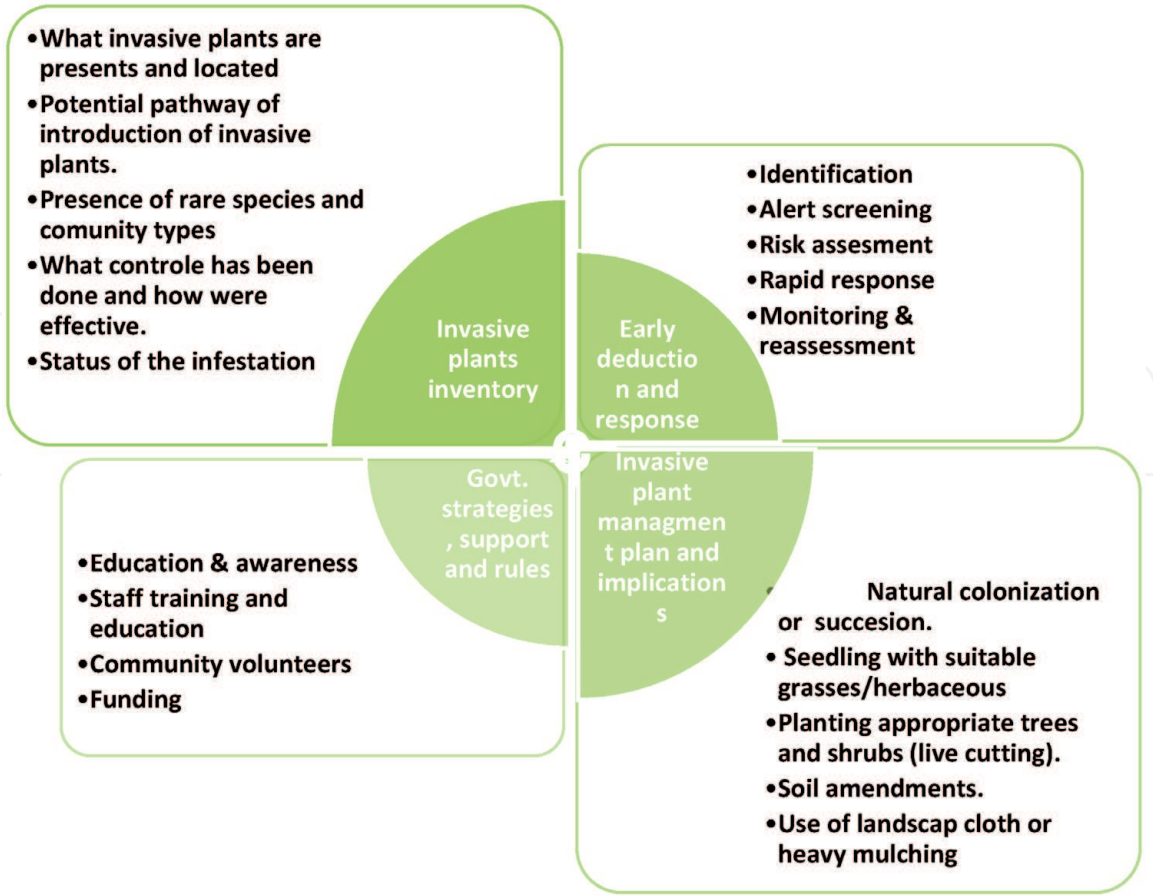 •What invasive plants are
presents and located
•Potential pathway of
introduction of invasive
plants.
•Presence of rare species and
comunity types
•What controle has been
done and how were
effective.
•Status of the infestation
•Identification
•Alert screening
•Risk assesment
•Rapid response
•Monitoring &
reassessment
Invasive
plants
inventory
Early
deductio
n and
response
Govt.
strategies
, support
and rules
Invasive
plant
managmen
t plan and
implication
s
•Education & awareness
•Staff training and
education
•Community volunteers
•Funding
• Natural colonization
or succesion.
• Seedling with suitable
grasses/herbaceous
•Planting appropriate trees
and shrubs (live cutting).
•Soil amendments.
•Use of landscap cloth or
heavy mulching